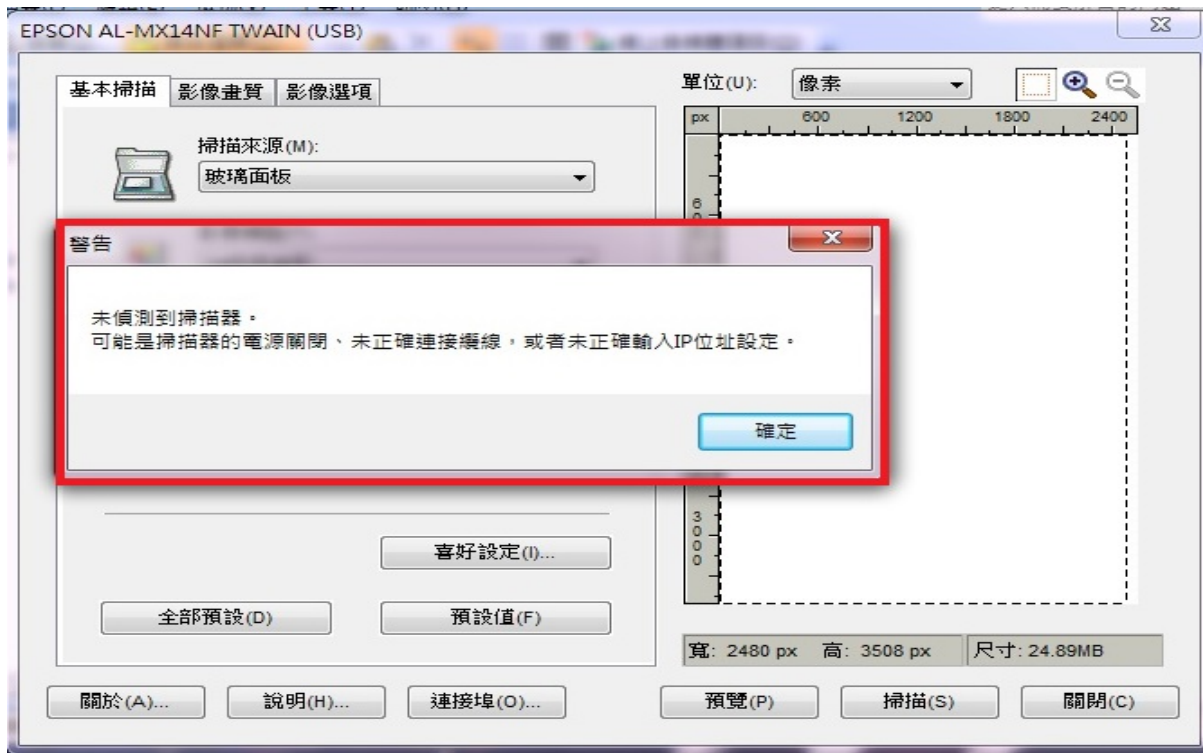 EPSON AL-MX14NF TWAIN (USB)
基本掃描 影像畫質 影像選項
單位(U): 像素
掃描來源(M):
玻璃面板
px 600 1200 1800 2400
警告
未偵測到掃描器。
可能是掃描器的電源關閉、未正確連接纜線，或者未正確輸入IP位址設定。
確定
3000
喜好設定(I)...
全部預設(D) 預設值(F)
寬: 2480 px 高: 3508 px 尺寸: 24.89MB
關於(A)... 說明(H)... 連接埠(O)... 預覽(P) 掃描(S) 關閉(C)